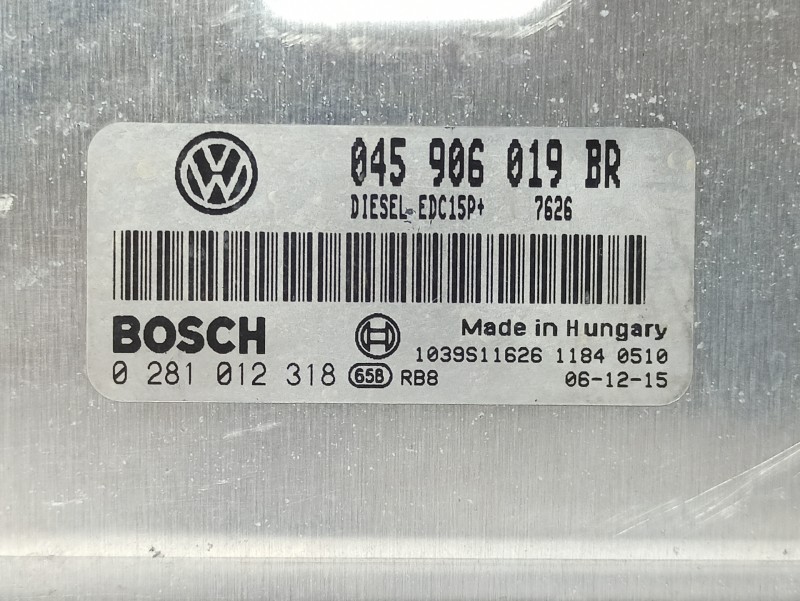 045 906 019 BR
DIESEL EDC15P+ 7626
BOSCH
Made in Hungary
1039S11626 1184 0510
0 281 012 318 658 RB8 06-12-15